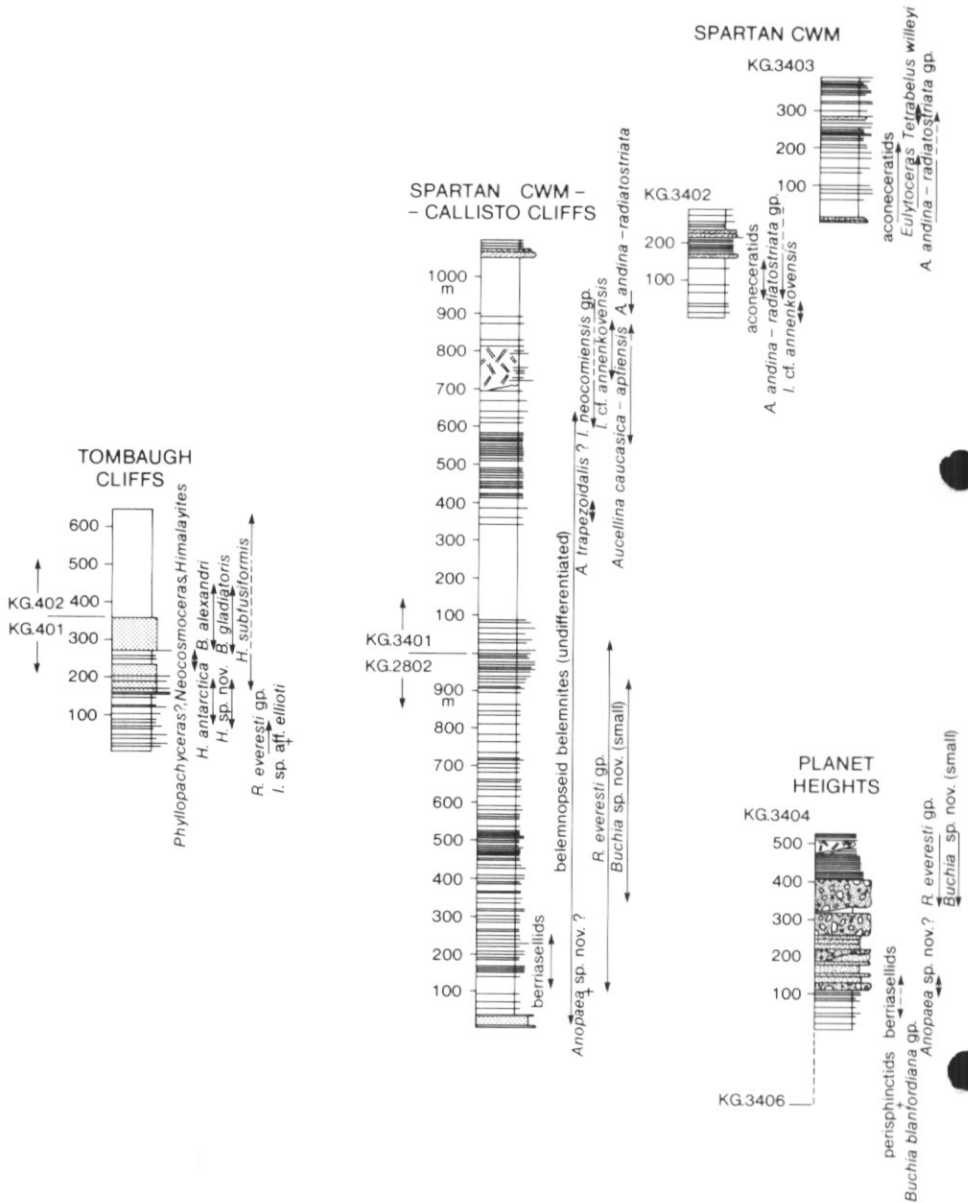 SPARTAN CWM
KG.3403
300
200
100
aconeceratids
Eulytoceras
Tetrabelus willeyi
A. andina – radiatostriata gp.
KG.3402
200
100
aconeceratids
A. andina – radiatostriata gp.
I. cf. annenkovensis
SPARTAN CWM –
– CALLISTO CLIFFS
1000
m
900
800
700
600
500
400
300
200
100
KG.3401
KG.2802
900
m
800
700
600
500
400
300
200
100
berriasellids
Anopaea sp. nov. ?
+
belemnopseid belemnites (undifferentiated)
R. everesti gp.
Buchia sp. nov. (small)
A. trapezoidalis ?
I. neocomiensis gp.
I. cf. annenkovensis
Aucellina caucasica – aptiensis
A. andina – radiatostriata
TOMBAUGH
CLIFFS
600
500
400
300
200
100
KG.402
KG.401
Phyllopachyceras?, Neocosmoceras, Himalayites
H. antarctica
B. alexandri
H. sp. nov.
B. gladiatoris
H. subfusiformis
R. everesti gp.
+
I. sp. aff. ellioti
PLANET
HEIGHTS
KG.3404
500
400
300
200
100
KG.3406
perisphinctids
+
Buchia blanfordiana gp.
berriasellids
Anopaea sp. nov.?
R. everesti gp.
Buchia sp. nov. (small)